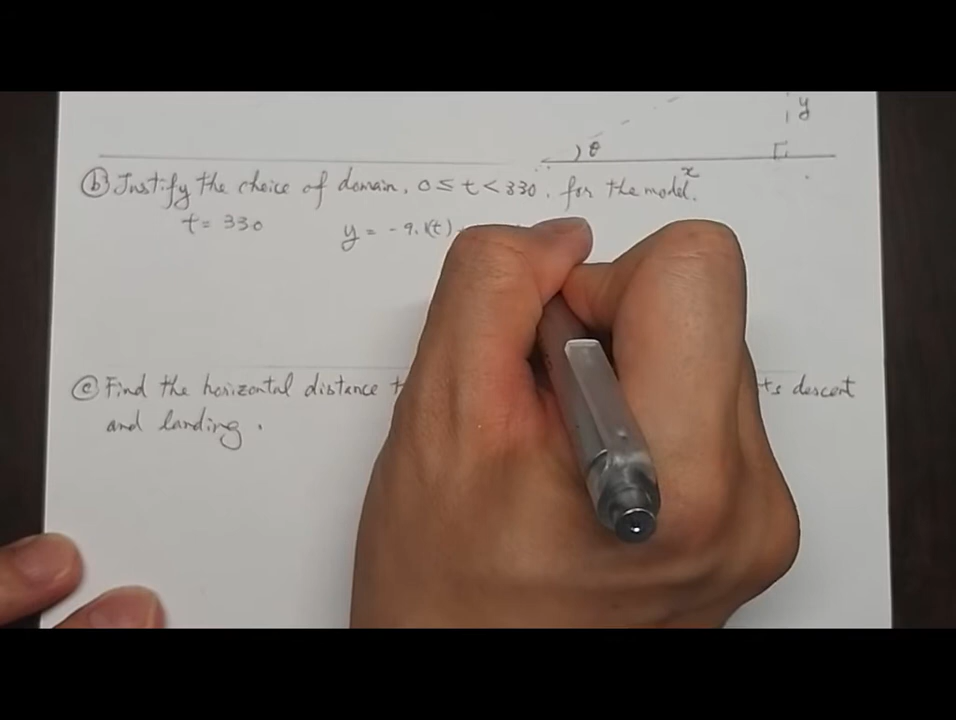 y
θ
x
ⓑ Justify the choice of domain, 0 ≤ t < 330, for the model.
t = 330 y = -9.1(t)
ⓒ Find the horizontal distance ts descent
and landing.